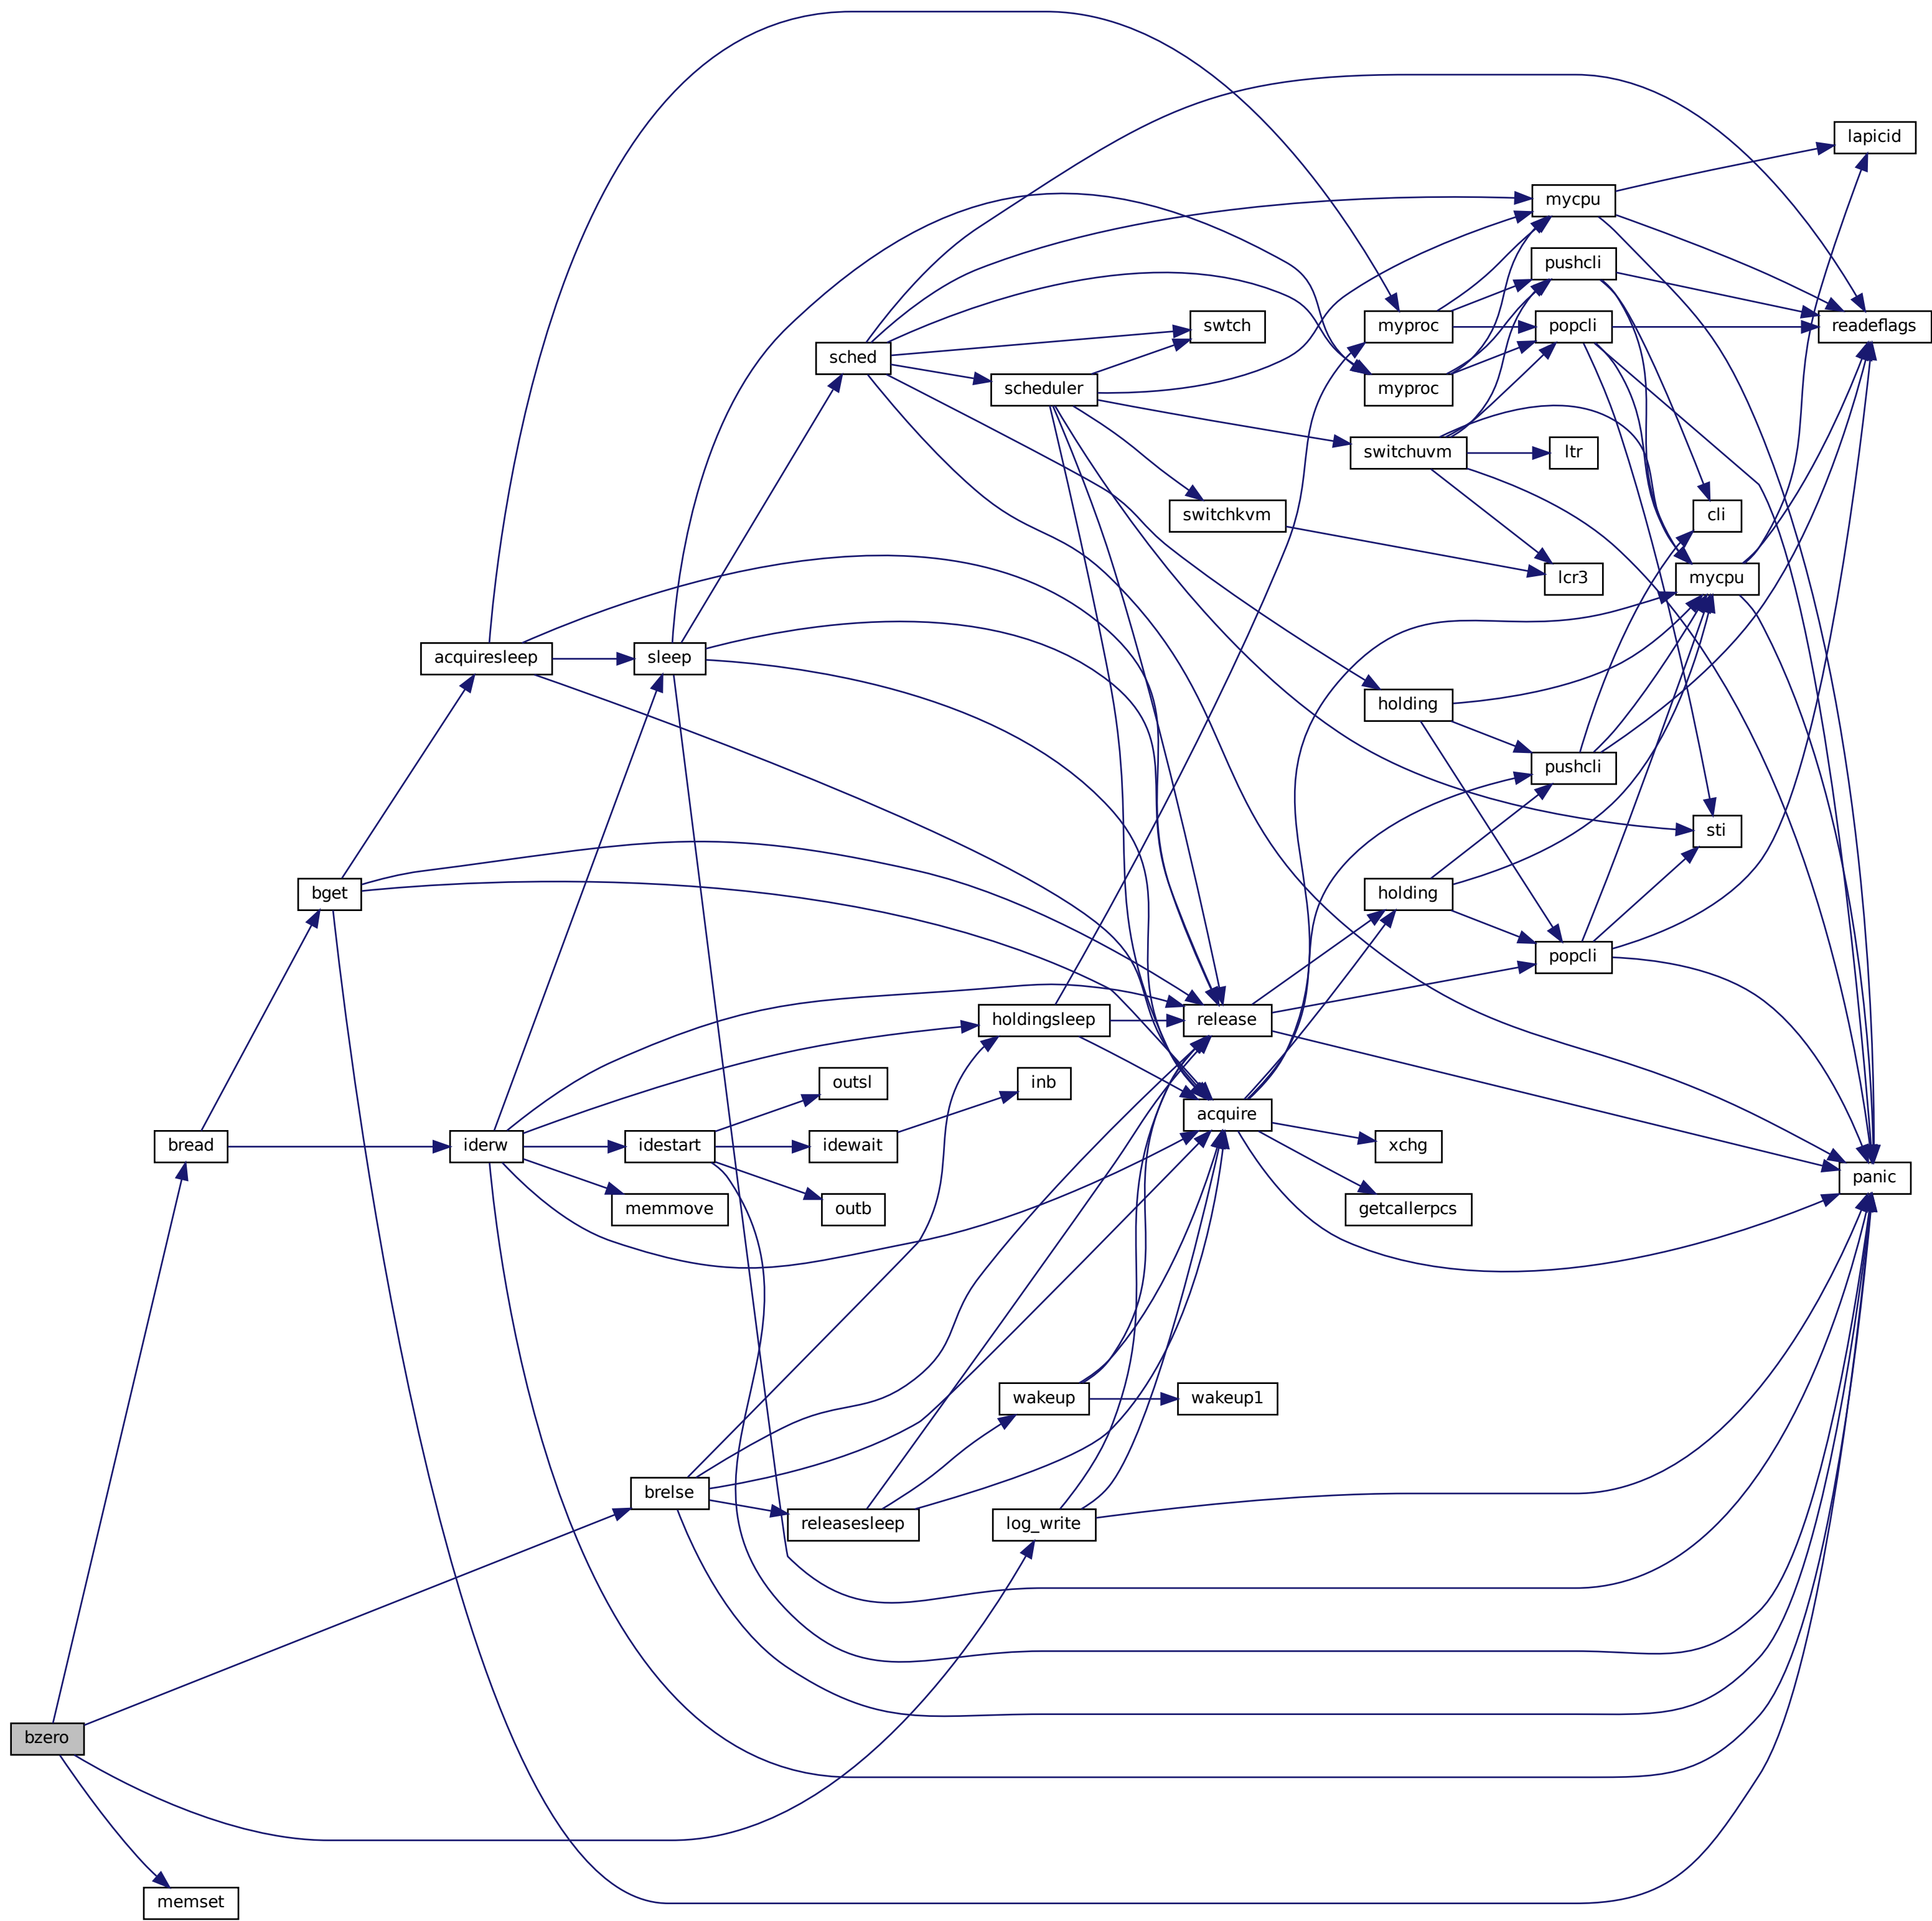 lapicid
mycpu
pushcli
swtch
myproc
popcli
readeflags
sched
scheduler
myproc
switchuvm
ltr
switchkvm
cli
lcr3
mycpu
acquiresleep
sleep
holding
pushcli
sti
bget
holding
popcli
holdingsleep
release
outsl
inb
acquire
bread
iderw
idestart
idewait
xchg
panic
memmove
outb
getcallerpcs
wakeup
wakeup1
brelse
releasesleep
log_write
bzero
memset